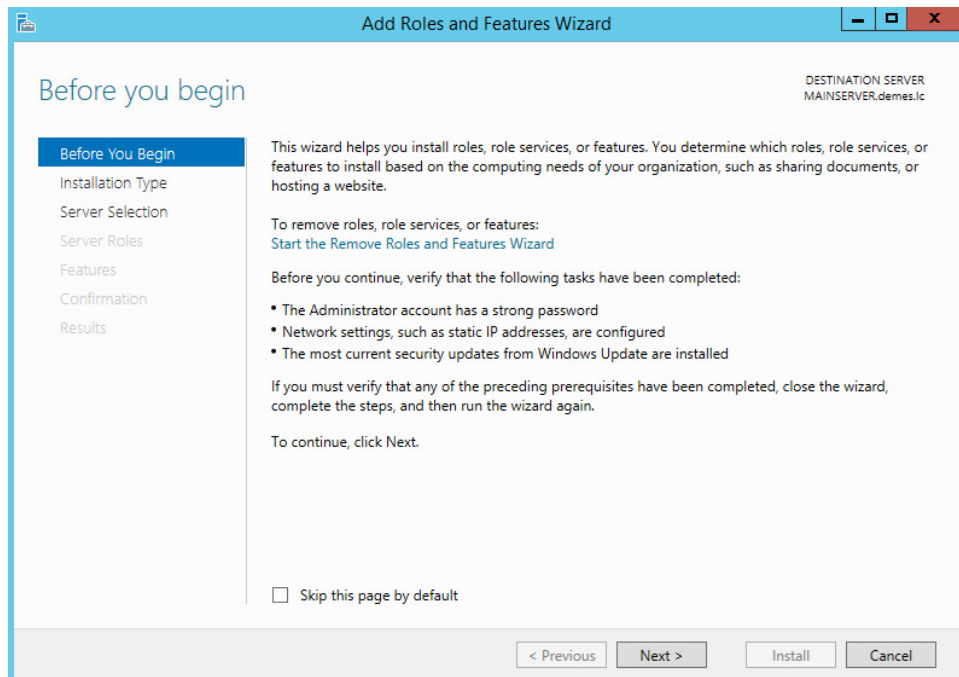 Add Roles and Features Wizard
Before you begin
DESTINATION SERVER
MAINSERVER.demes.lc
Before You Begin
Installation Type
Server Selection
Server Roles
Features
Confirmation
Results
This wizard helps you install roles, role services, or features. You determine which roles, role services, or
features to install based on the computing needs of your organization, such as sharing documents, or
hosting a website.
To remove roles, role services, or features:
Start the Remove Roles and Features Wizard
Before you continue, verify that the following tasks have been completed:
• The Administrator account has a strong password
• Network settings, such as static IP addresses, are configured
• The most current security updates from Windows Update are installed
If you must verify that any of the preceding prerequisites have been completed, close the wizard,
complete the steps, and then run the wizard again.
To continue, click Next.
Skip this page by default
< Previous
Next >
Install
Cancel